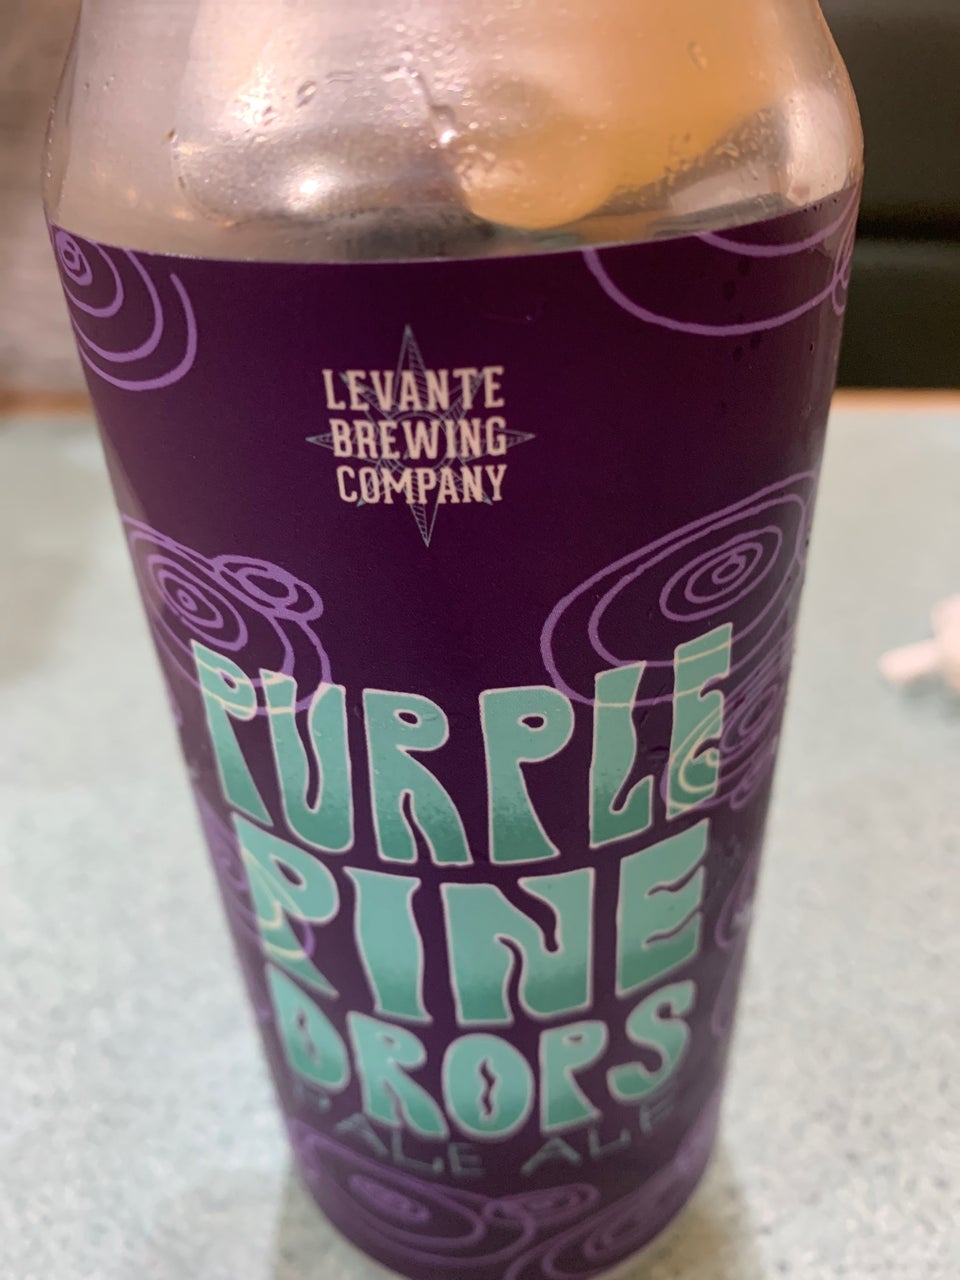 LEVANTE
BREWING
COMPANY
PURPLE
PINE
DROPS
PALE ALE